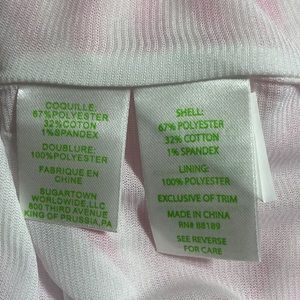 COQUILLE:
67%POLYESTER
32%COTON
1%SPANDEX
DOUBLURE:
100%POLYESTER
FABRIQUE EN
CHINE
SUGARTOWN
WORLDWIDE,LLC
800 THIRD AVENUE
KING OF PRUSSIA,PA
SHELL:
67% POLYESTER
32% COTTON
1% SPANDEX
LINING:
100% POLYESTER
EXCLUSIVE OF TRIM
MADE IN CHINA
RN# 88189
SEE REVERSE
FOR CARE